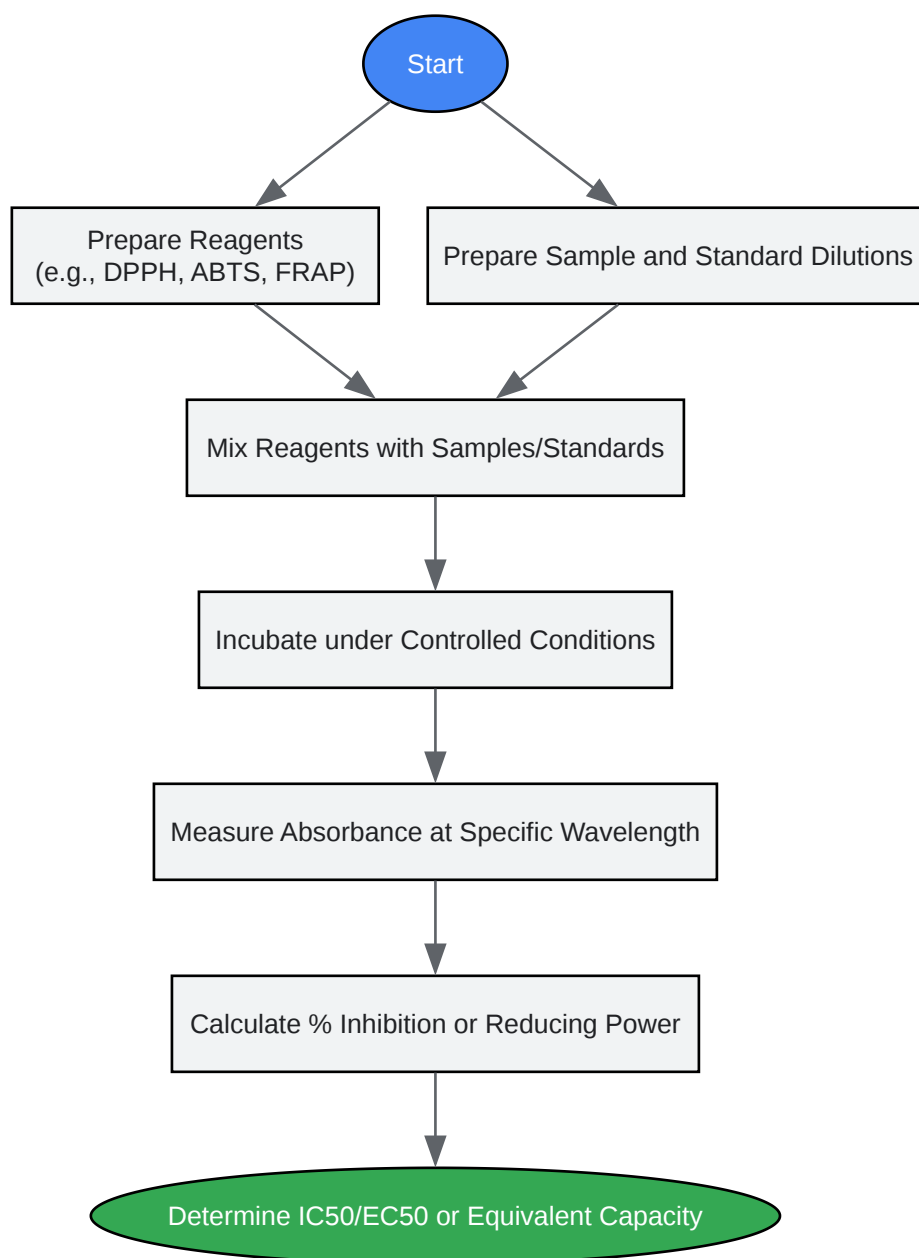 Start
Prepare Reagents
(e.g., DPPH, ABTS, FRAP)
Prepare Sample and Standard Dilutions
Mix Reagents with Samples/Standards
Incubate under Controlled Conditions
Measure Absorbance at Specific Wavelength
Calculate % Inhibition or Reducing Power
Determine IC50/EC50 or Equivalent Capacity